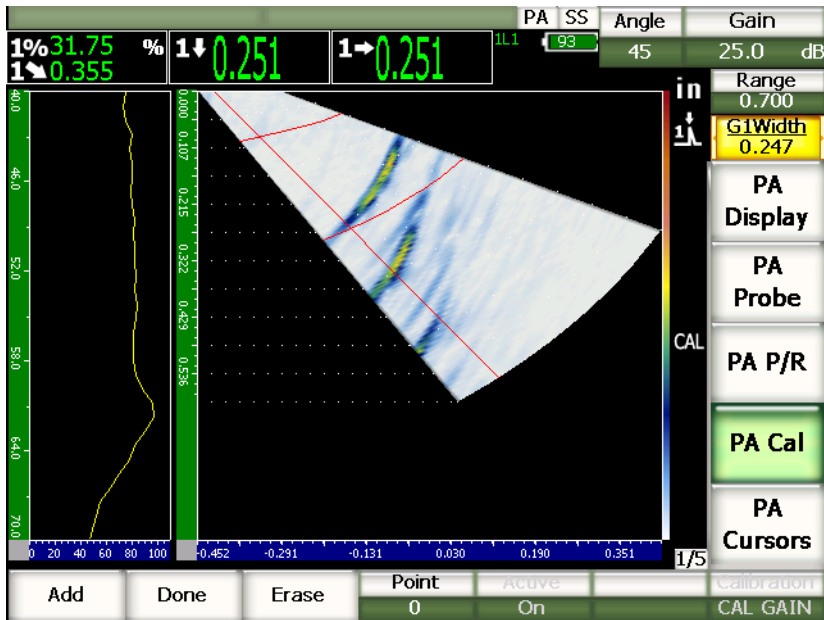 PA SS Angle Gain
1% 31.75 %
1 0.355
1 0.251
1 0.251
1L1
93
45
25.0 dB
in
Range
0.700
G1Width
0.247
1
PA
Display
PA
Probe
CAL
PA P/R
PA Cal
PA
Cursors
40.0
46.0
52.0
58.0
64.0
70.0
0.000
0.107
0.215
0.322
0.429
0.536
0 20 40 60 80 100
-0.452 -0.291 -0.131 0.030 0.190 0.351
1/5
Add
Done
Erase
Point
0
Active
On
Calibration
CAL GAIN